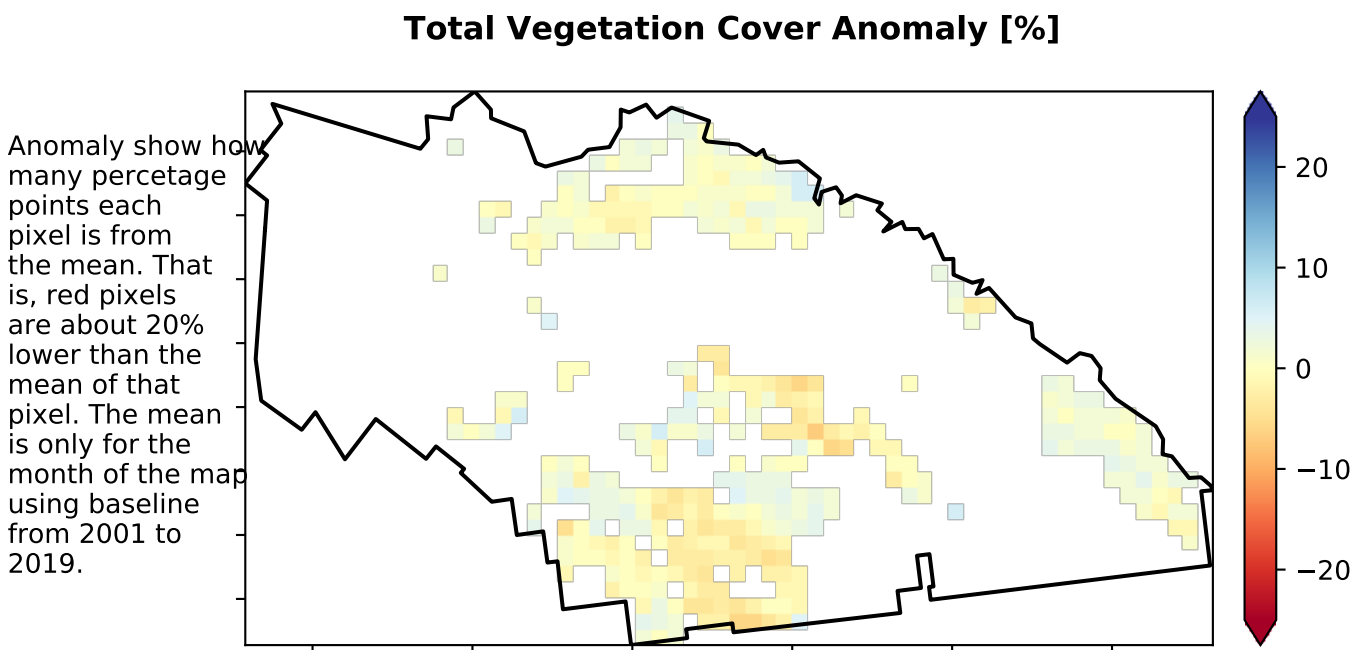 Total Vegetation Cover Anomaly [%]
Anomaly show how
many percetage
points each
pixel is from
the mean. That
is, red pixels
are about 20%
lower than the
mean of that
pixel. The mean
is only for the
month of the map
using baseline
from 2001 to
2019.
20
10
0
−10
−20